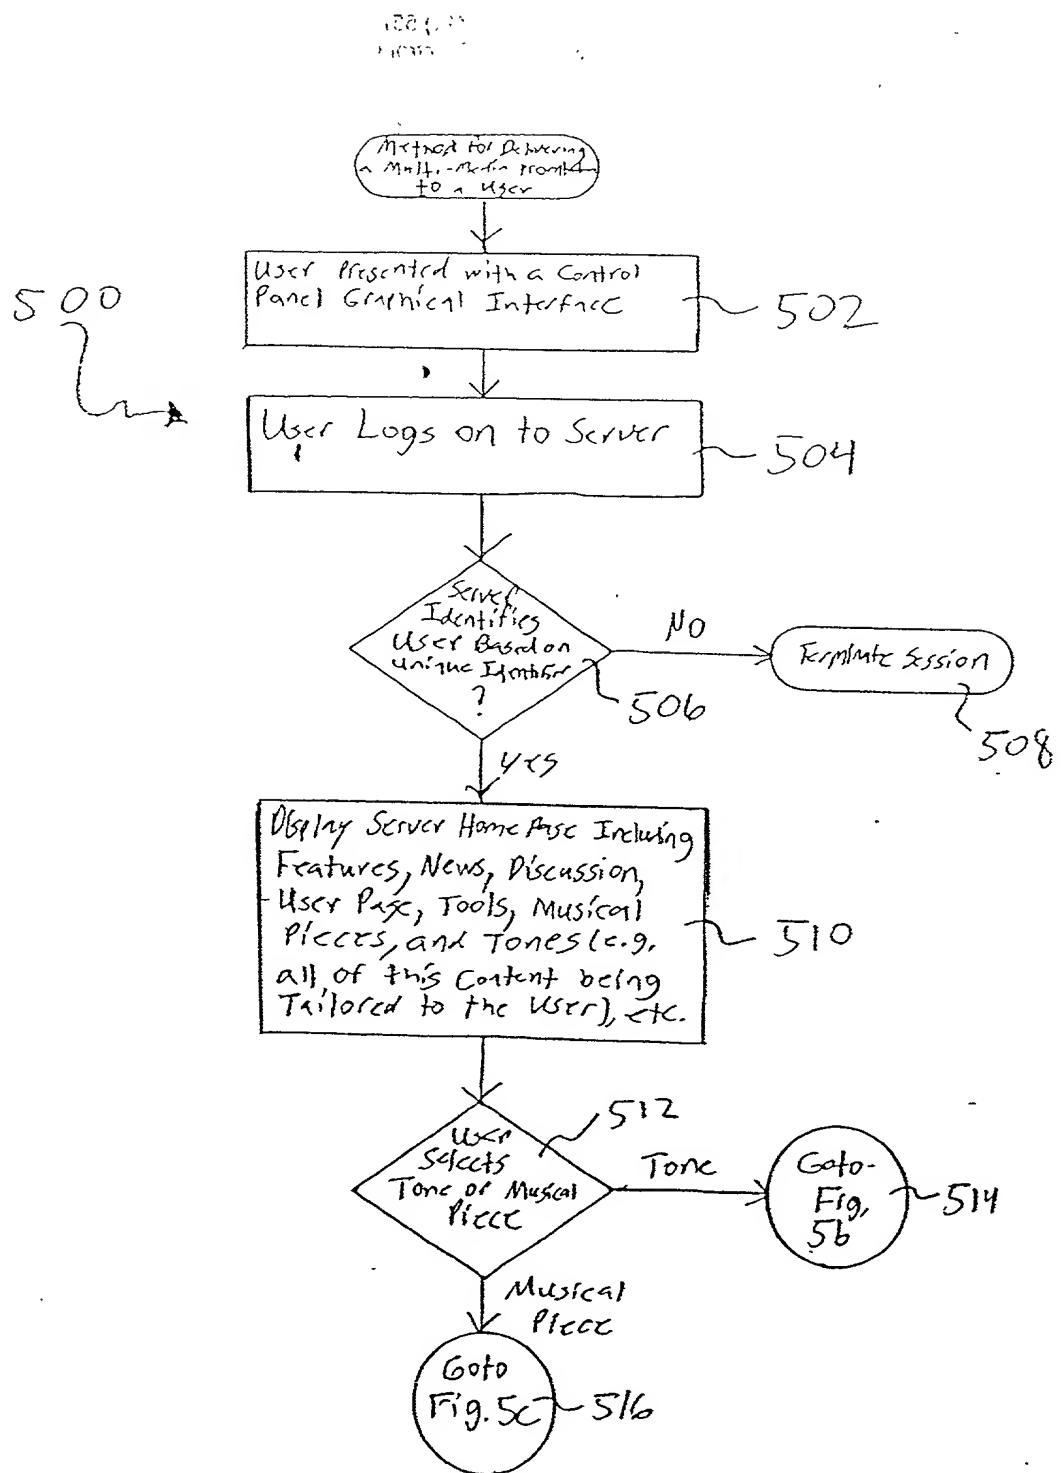 Method for Delivering
a Multi-Media Program
to a User
User Presented with a Control
Panel Graphical Interface
500
502
User Logs on to Server
504
Server
Identifies
User Based on
Unique Identifier
?
NO
Terminate Session
506
508
Yes
Display Server Home Page Including
Features, News, Discussion,
User Page, Tools, Musical
Pieces, and Tones (e.g.
all of this Content being
Tailored to the User), etc.
510
512
User
Selects
Tone or Musical
Piece
Tone
Goto
Fig.
5b
514
Musical
Piece
Goto
Fig. 5c
516